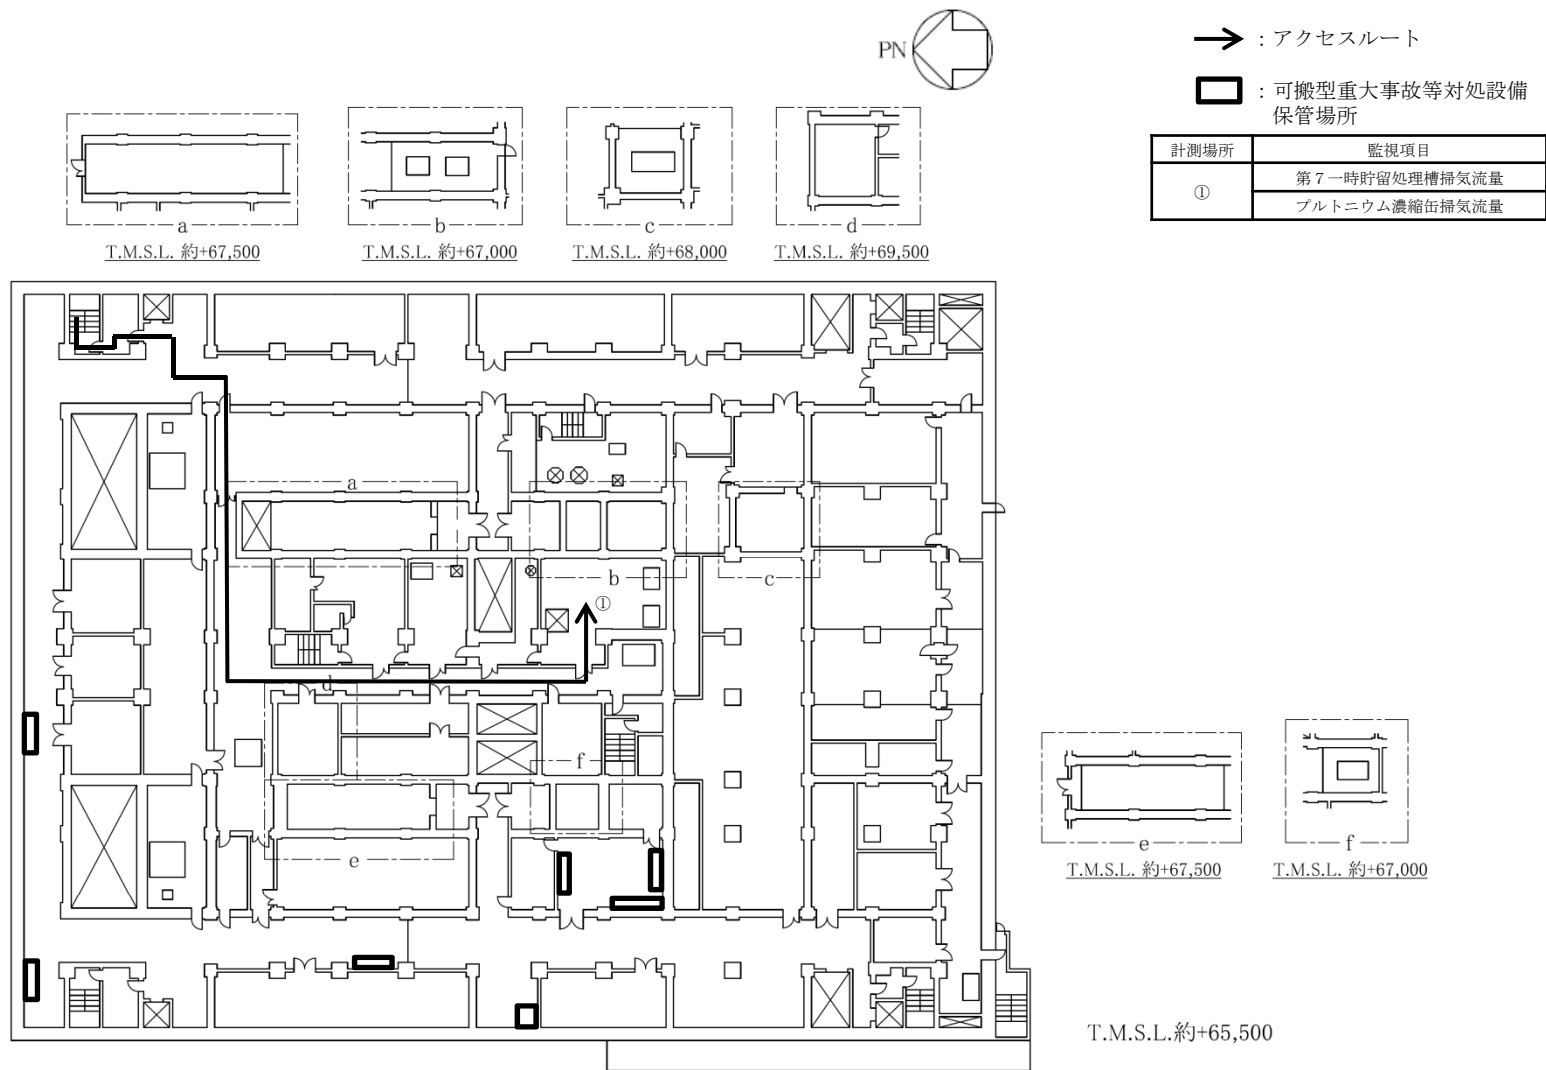 PN
: アクセスルート
: 可搬型重大事故等対処設備
保管場所
計測場所 監視項目
① 第7一時貯留処理槽掃気流量
プルトニウム濃縮缶掃気流量
a
T.M.S.L. 約+67,500
b
T.M.S.L. 約+67,000
c
T.M.S.L. 約+68,000
d
T.M.S.L. 約+69,500
a
b
c
①
d
f
e
e
T.M.S.L. 約+67,500
f
T.M.S.L. 約+67,000
T.M.S.L.約+65,500